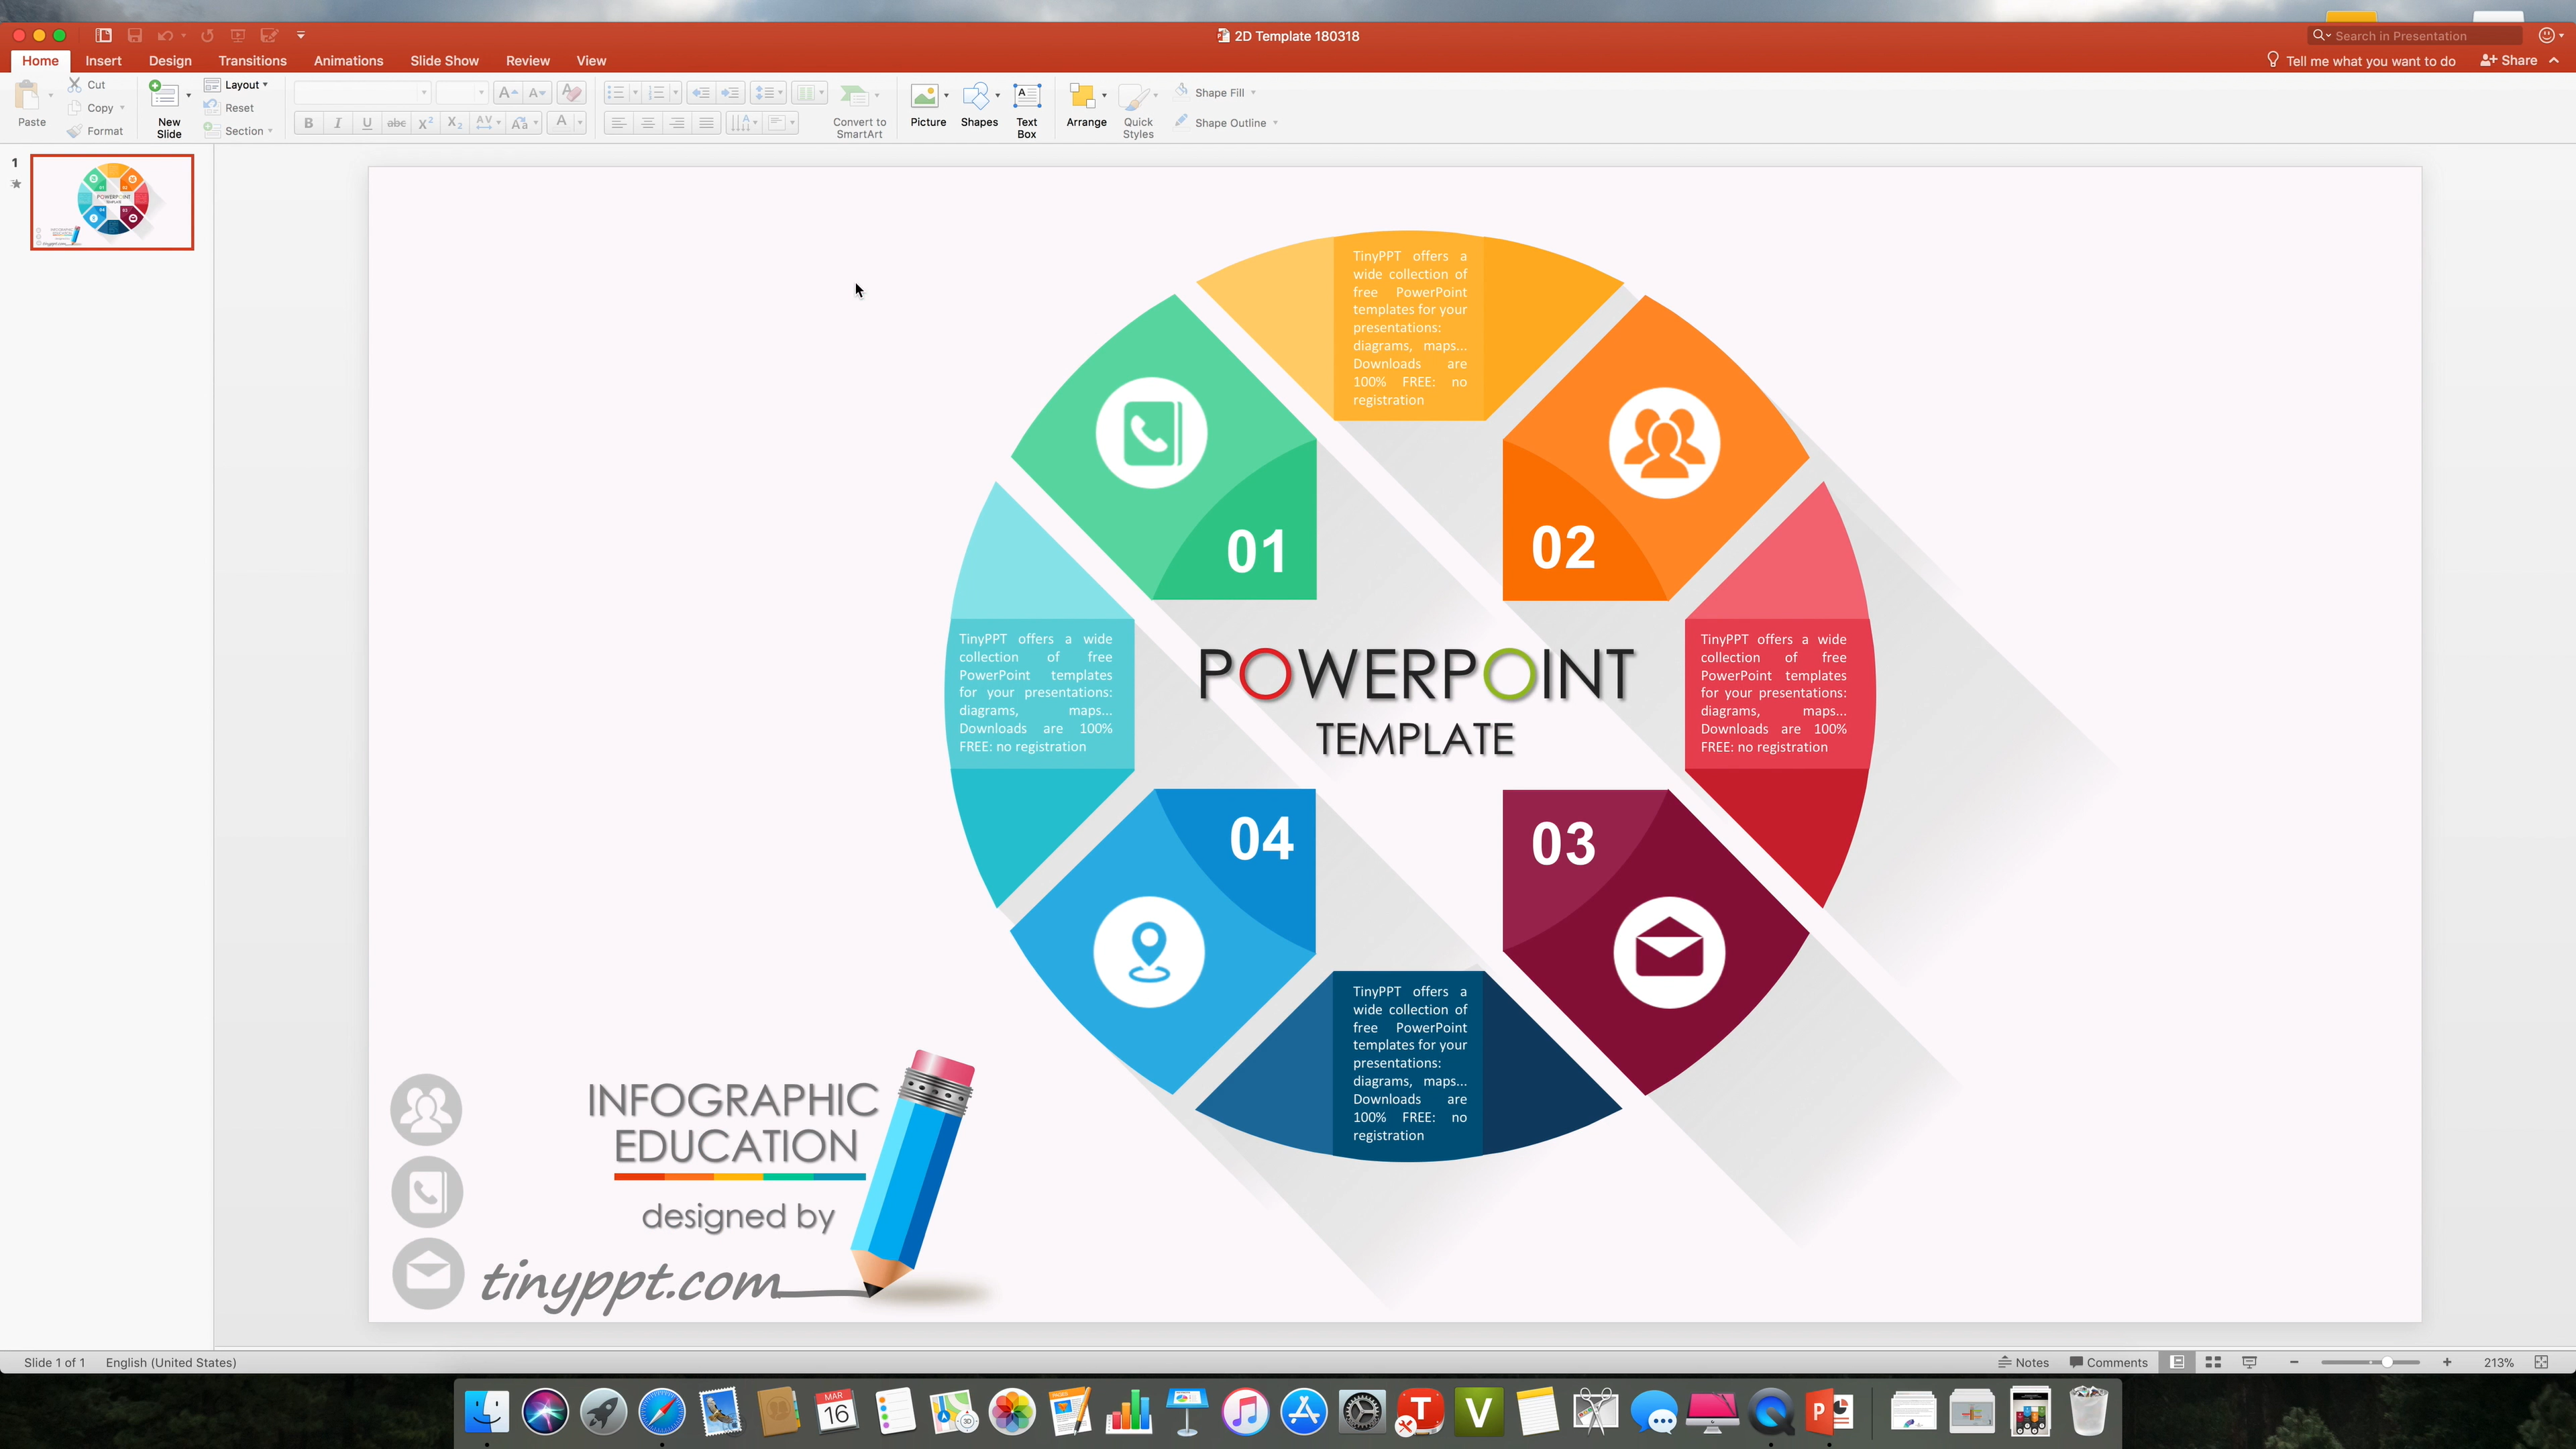 2D Template 180318
Search in Presentation
Home Insert Design Transitions Animations Slide Show Review View
Tell me what you want to do
Share
Paste
Cut
Copy
Format
New
Slide
Layout
Reset
Section
Convert to
SmartArt
Picture
Shapes
Text
Box
Arrange
Quick
Styles
Shape Fill
Shape Outline
1
TinyPPT offers a
wide collection of
free PowerPoint
templates for your
presentations:
diagrams, maps...
Downloads are
100% FREE: no
registration
01
02
TinyPPT offers a wide
collection of free
PowerPoint templates
for your presentations:
diagrams, maps...
Downloads are 100%
FREE: no registration
POWERPOINT
TEMPLATE
TinyPPT offers a wide
collection of free
PowerPoint templates
for your presentations:
diagrams, maps...
Downloads are 100%
FREE: no registration
04
03
TinyPPT offers a
wide collection of
free PowerPoint
templates for your
presentations:
diagrams, maps...
Downloads are
100% FREE: no
registration
INFOGRAPHIC
EDUCATION
designed by
tinyppt.com
Slide 1 of 1
English (United States)
Notes
Comments
213%
MAR
16